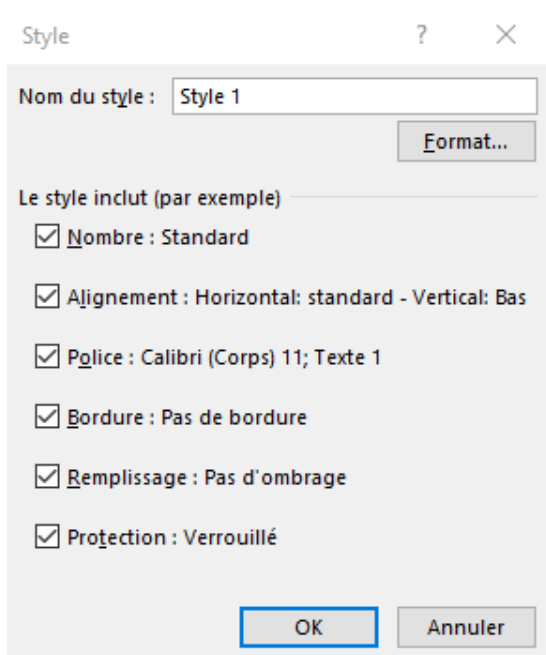 Style ?
Nom du style : Style 1
Format...
Le style inclut (par exemple)
Nombre : Standard
Alignement : Horizontal: standard - Vertical: Bas
Police : Calibri (Corps) 11; Texte 1
Bordure : Pas de bordure
Remplissage : Pas d'ombrage
Protection : Verrouillé
OK Annuler